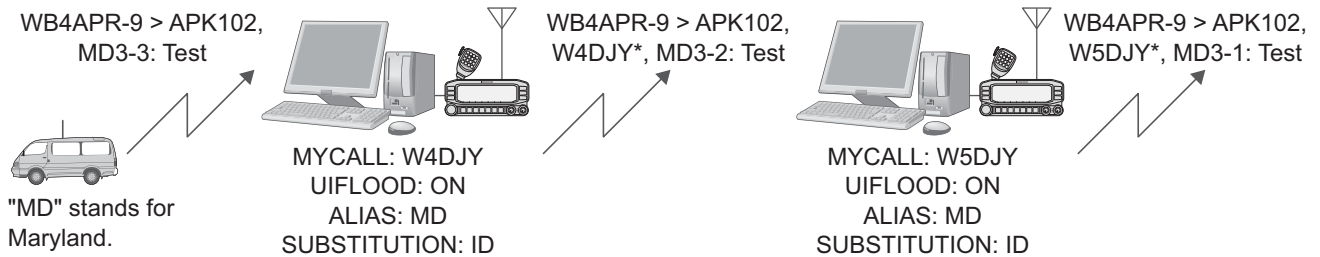 WB4APR-9 > APK102,
MD3-3: Test
WB4APR-9 > APK102,
W4DJY*, MD3-2: Test
WB4APR-9 > APK102,
W5DJY*, MD3-1: Test
"MD" stands for
Maryland.
MYCALL: W4DJY
UIFLOOD: ON
ALIAS: MD
SUBSTITUTION: ID
MYCALL: W5DJY
UIFLOOD: ON
ALIAS: MD
SUBSTITUTION: ID